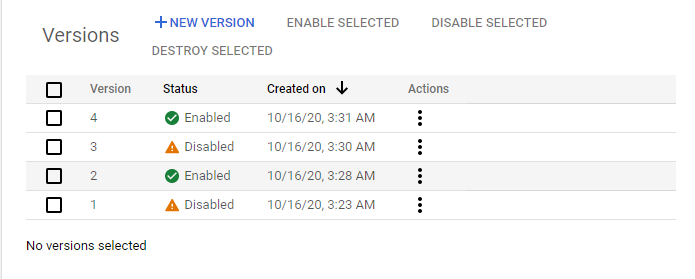 Versions
+ NEW VERSION ENABLE SELECTED DISABLE SELECTED
DESTROY SELECTED
Version Status Created on Actions
4 Enabled 10/16/20, 3:31 AM
3 Disabled 10/16/20, 3:30 AM
2 Enabled 10/16/20, 3:28 AM
1 Disabled 10/16/20, 3:23 AM
No versions selected